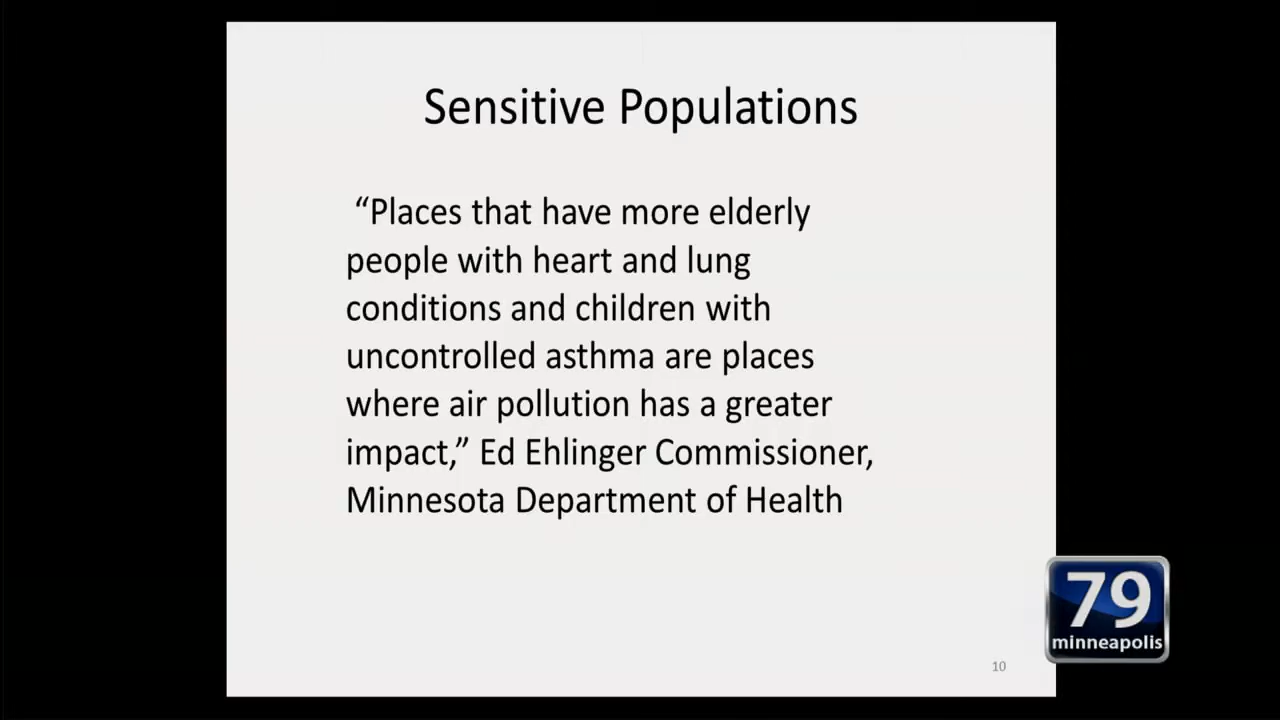 Sensitive Populations
“Places that have more elderly
people with heart and lung
conditions and children with
uncontrolled asthma are places
where air pollution has a greater
impact,” Ed Ehlinger Commissioner,
Minnesota Department of Health
79
minneapolis
10